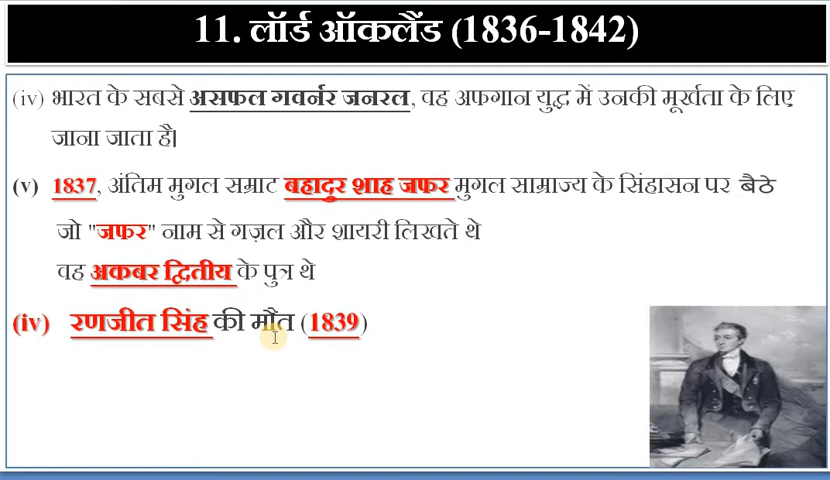 11. लॉर्ड ऑकलैंड (1836-1842)
(iv) भारत के सबसे असफल गवर्नर जनरल, वह अफगान युद्ध में उनकी मूर्खता के लिए
जाना जाता है।
(v) 1837, अंतिम मुगल सम्राट बहादुर शाह जफर मुगल साम्राज्य के सिंहासन पर बैठे
जो "जफर" नाम से गज़ल और शायरी लिखते थे
वह अकबर द्वितीय के पुत्र थे
(iv) रणजीत सिंह की मौत (1839)